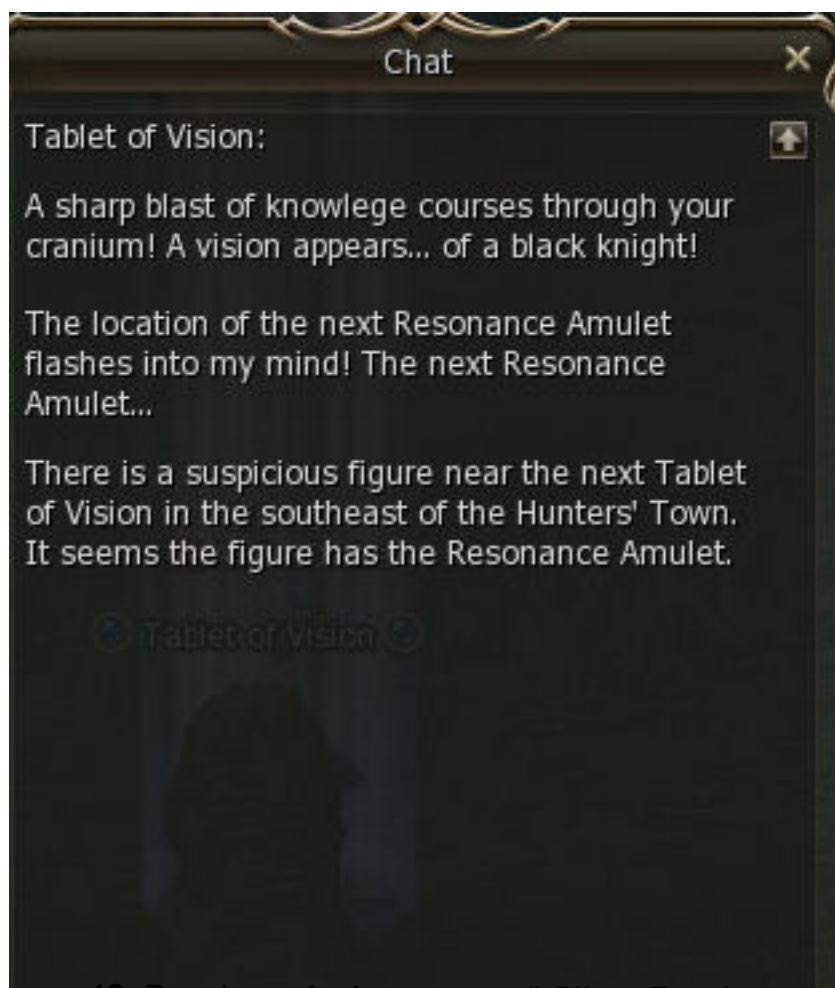 Chat
Tablet of Vision:
A sharp blast of knowlege courses through your
cranium! A vision appears... of a black knight!
The location of the next Resonance Amulet
flashes into my mind! The next Resonance
Amulet...
There is a suspicious figure near the next Tablet
of Vision in the southeast of the Hunters' Town.
It seems the figure has the Resonance Amulet.
Tablet of Vision